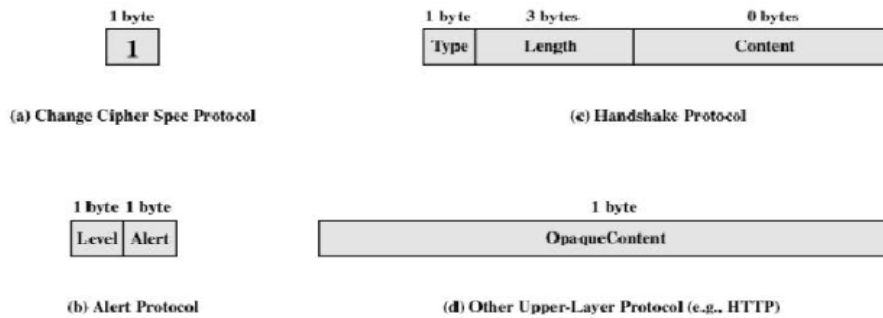 1 byte
1
(a) Change Cipher Spec Protocol
1 byte 3 bytes 0 bytes
Type Length Content
(c) Handshake Protocol
1 byte 1 byte
Level Alert
(b) Alert Protocol
1 byte
OpaqueContent
(d) Other Upper-Layer Protocol (e.g., HTTP)